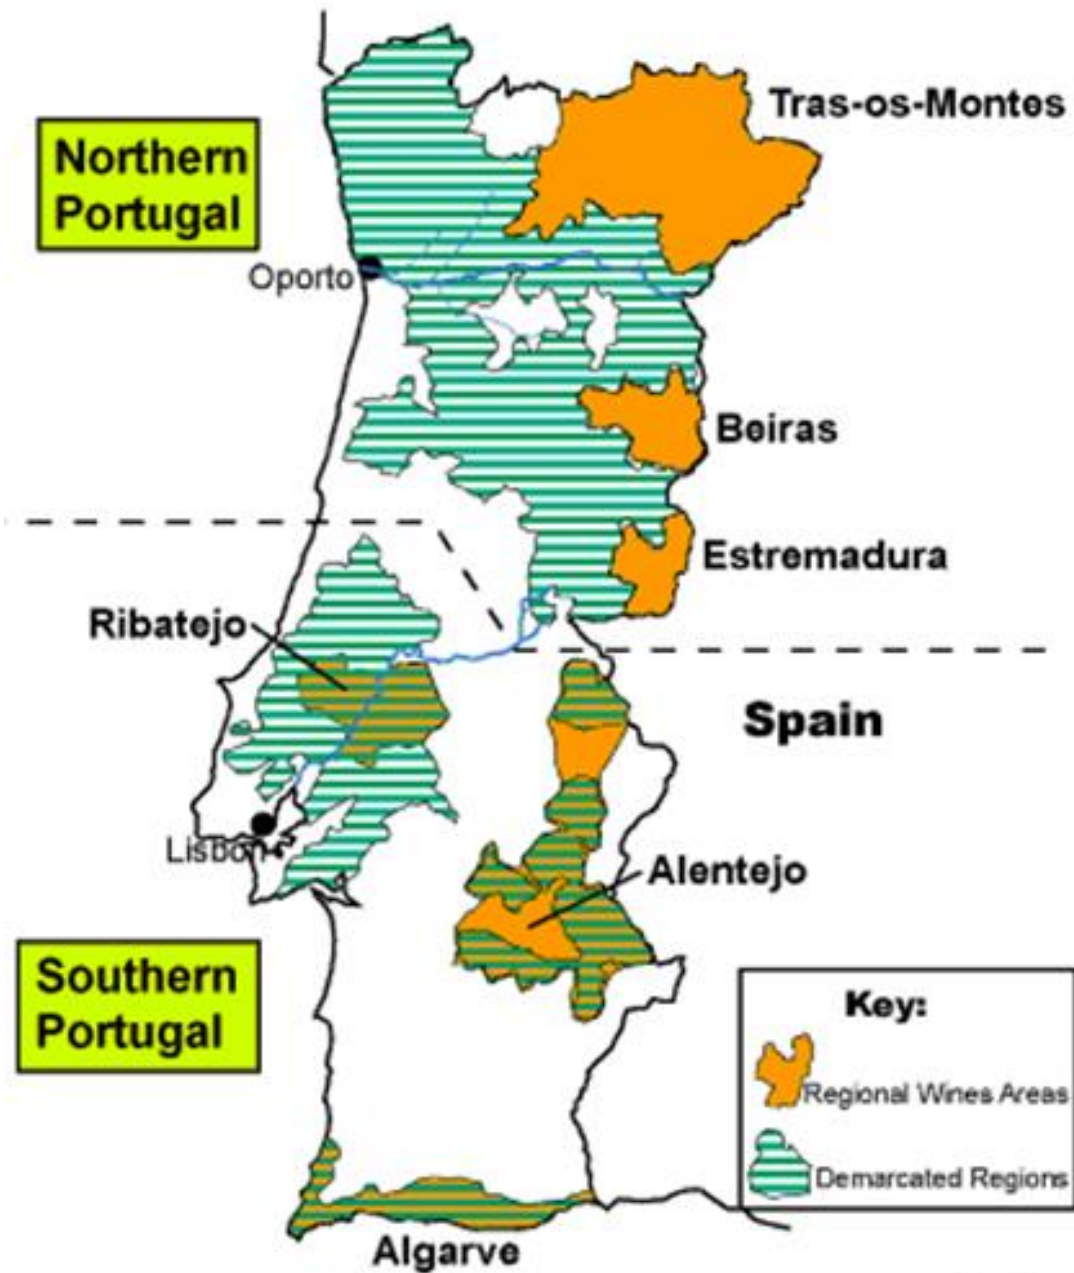 Tras-os-Montes
Northern
Portugal
Oporto
Beiras
Estremadura
Ribatejo
Spain
Lisbon
Alentejo
Southern
Portugal
Key:
Regional Wines Areas
Demarcated Regions
Algarve